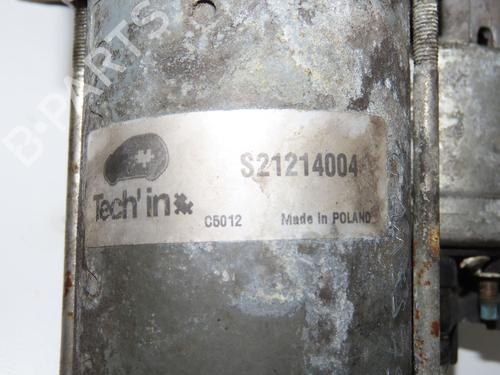 S21214004
Tech'in
C5012 Made in POLAND
B-PARTS